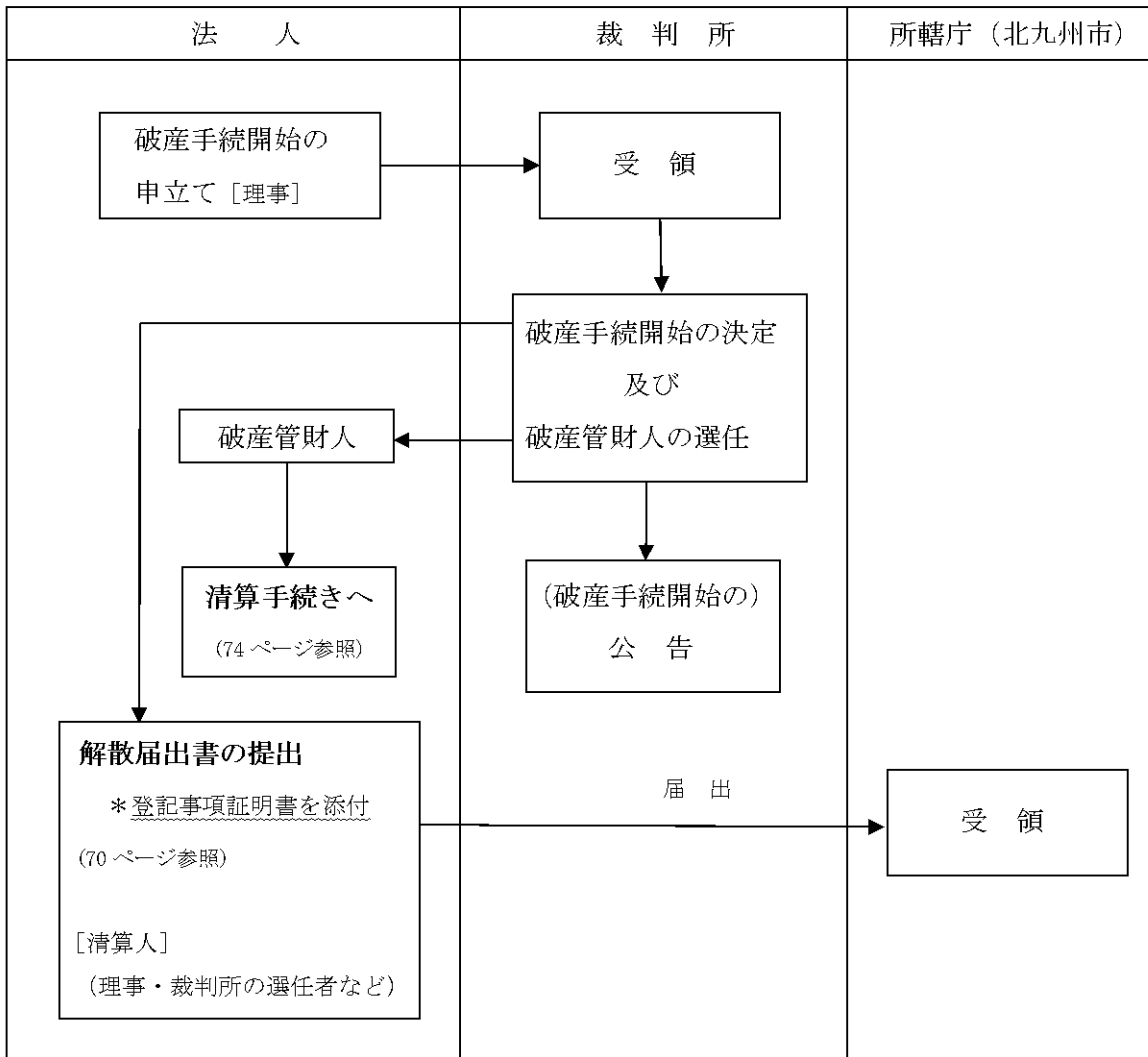 法　　人
裁　判　所
所轄庁（北九州市）
破産手続開始の
申立て［理事］
受　領
破産手続開始の決定
及び
破産管財人の選任
破産管財人
清算手続きへ
(74 ページ参照)
(破産手続開始の)
公　告
解散届出書の提出
＊登記事項証明書を添付
(70 ページ参照)
［清算人］
（理事・裁判所の選任者など）
届　出
受　領